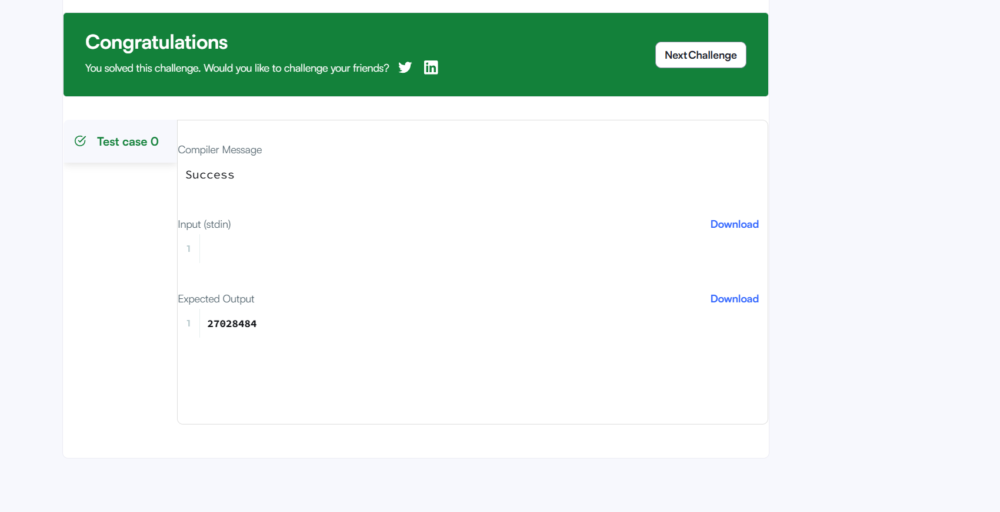 Congratulations
You solved this challenge. Would you like to challenge your friends?
Next Challenge
Test case 0
Compiler Message
Success
Input (stdin)
Download
1
Expected Output
Download
1 27028484